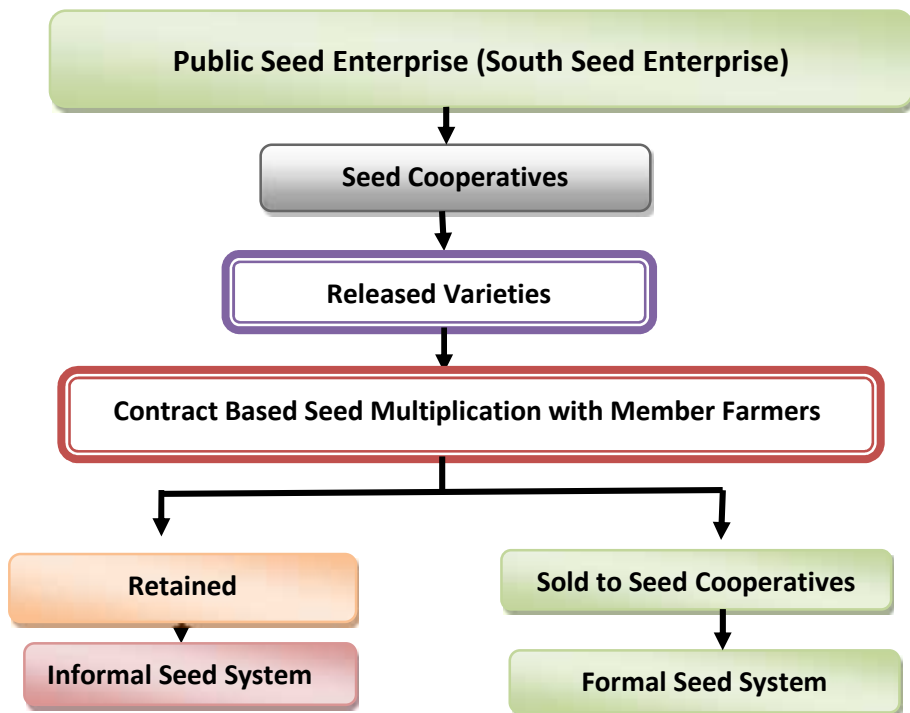 Public Seed Enterprise (South Seed Enterprise)
Seed Cooperatives
Released Varieties
Contract Based Seed Multiplication with Member Farmers
Retained
Sold to Seed Cooperatives
Informal Seed System
Formal Seed System